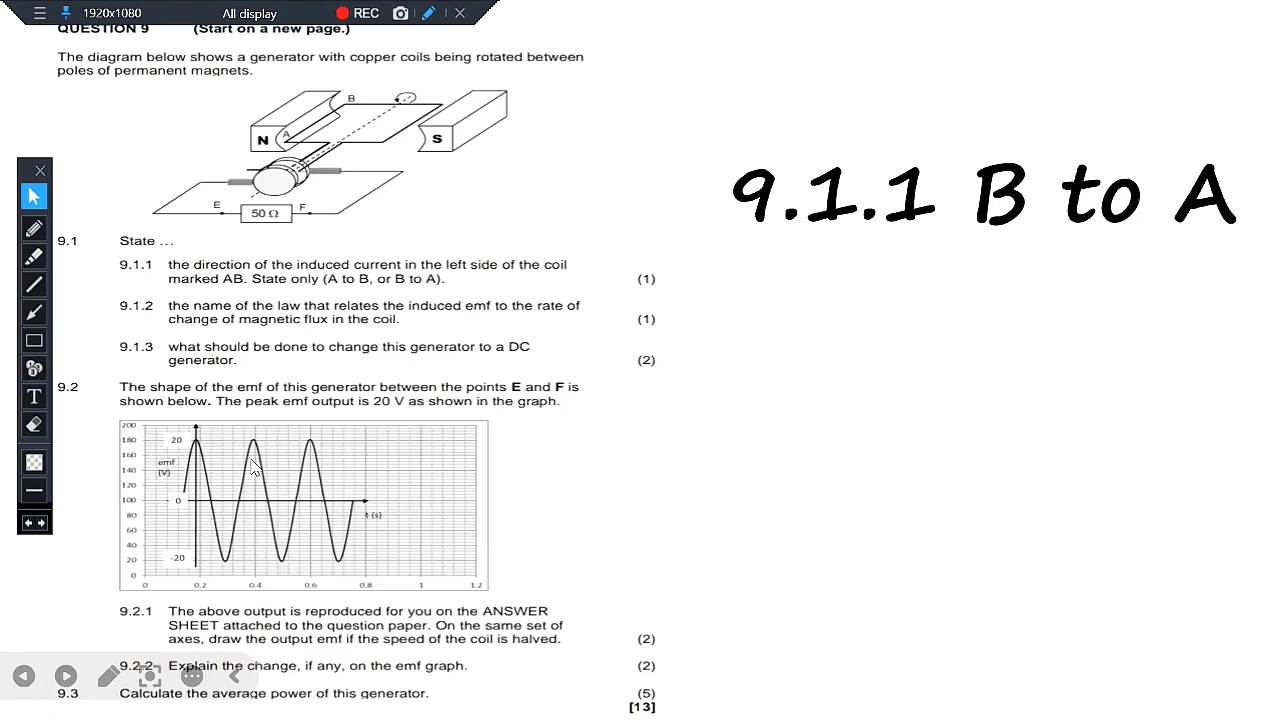 1920x1080 All display REC
QUESTION 9 (Start on a new page.)
The diagram below shows a generator with copper coils being rotated between
poles of permanent magnets.
B
A
N
S
E
F
50 Ω
9.1.1 B to A
9.1 State ...
9.1.1 the direction of the induced current in the left side of the coil
marked AB. State only (A to B, or B to A). (1)
9.1.2 the name of the law that relates the induced emf to the rate of
change of magnetic flux in the coil. (1)
9.1.3 what should be done to change this generator to a DC
generator. (2)
9.2 The shape of the emf of this generator between the points E and F is
shown below. The peak emf output is 20 V as shown in the graph.
200
180 20
160 emf
(V)
140
120
100 0
80 t (s)
60
40
20 -20
0
0 0.2 0.4 0.6 0.8 1 1.2
9.2.1 The above output is reproduced for you on the ANSWER
SHEET attached to the question paper. On the same set of
axes, draw the output emf if the speed of the coil is halved. (2)
9.2.2 Explain the change, if any, on the emf graph. (2)
9.3 Calculate the average power of this generator. (5)
[13]
T